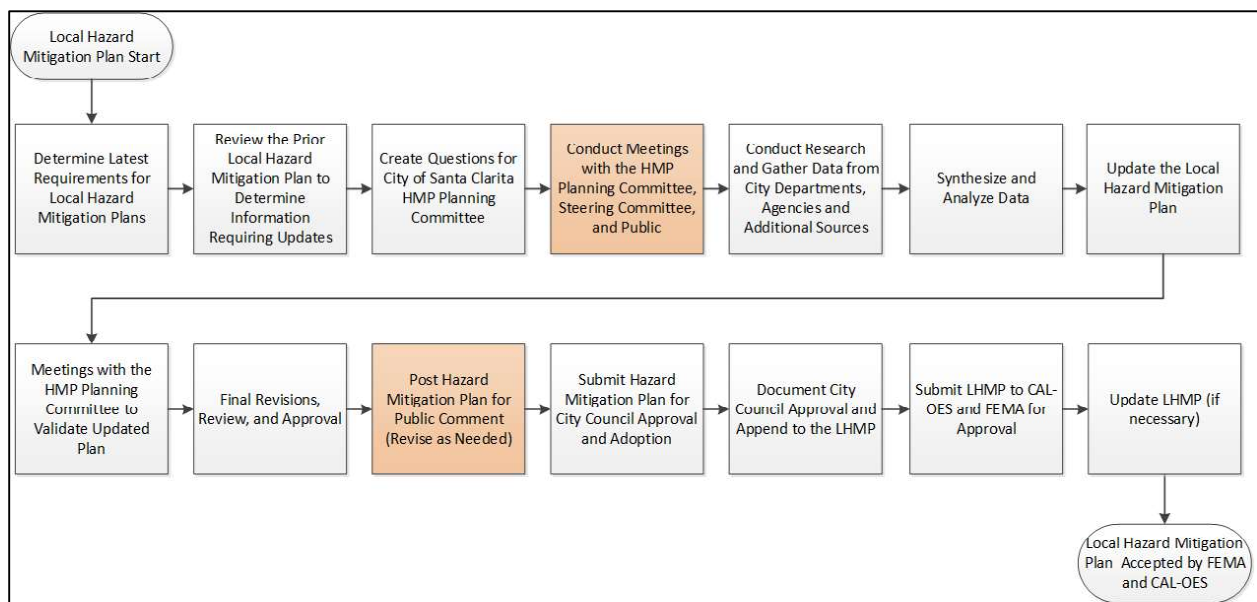 Local Hazard
Mitigation Plan Start
Determine Latest
Requirements for
Local Hazard
Mitigation Plans
Review the Prior
Local Hazard
Mitigation Plan to
Determine
Information
Requiring Updates
Create Questions for
City of Santa Clarita
HMP Planning
Committee
Conduct Meetings
with the HMP
Planning Committee,
Steering Committee,
and Public
Conduct Research
and Gather Data from
City Departments,
Agencies and
Additional Sources
Synthesize and
Analyze Data
Update the Local
Hazard Mitigation
Plan
Meetings with the
HMP Planning
Committee to
Validate Updated
Plan
Final Revisions,
Review, and Approval
Post Hazard
Mitigation Plan for
Public Comment
(Revise as Needed)
Submit Hazard
Mitigation Plan for
City Council Approval
and Adoption
Document City
Council Approval and
Append to the LHMP
Submit LHMP to CAL-
OES and FEMA for
Approval
Update LHMP (if
necessary)
Local Hazard Mitigation
Plan Accepted by FEMA
and CAL-OES